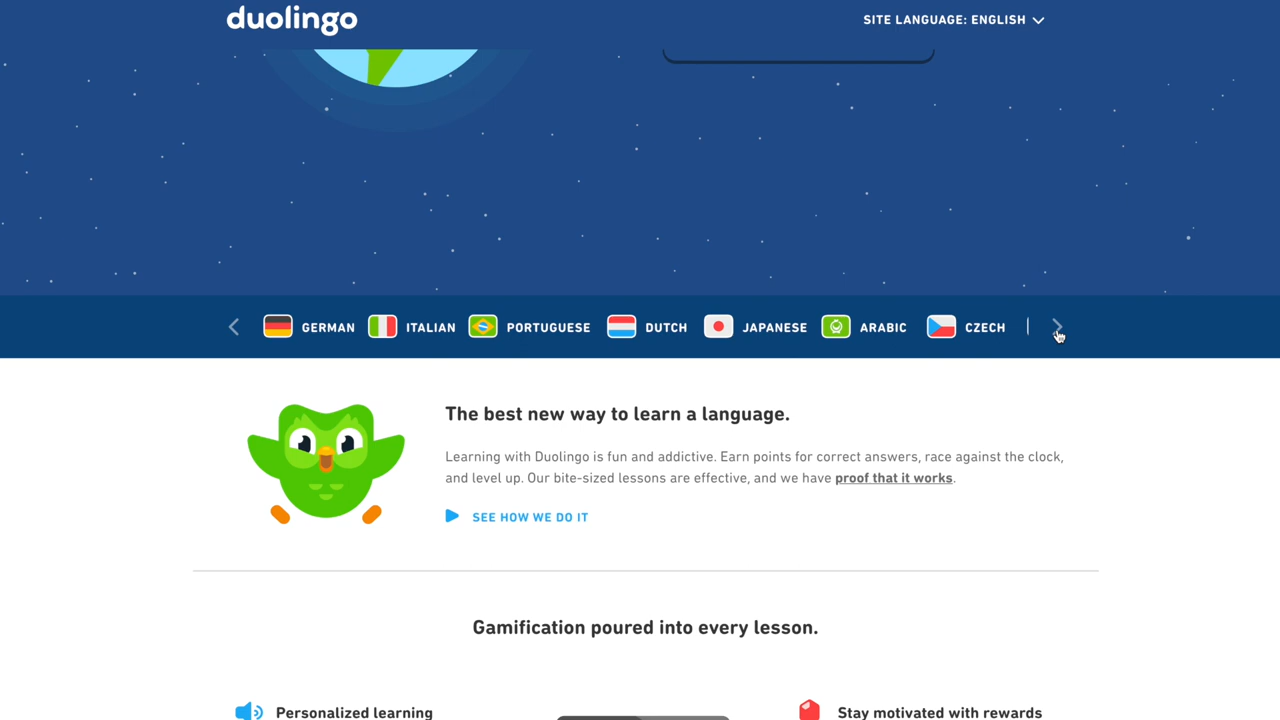 duolingo
SITE LANGUAGE: ENGLISH
GERMAN ITALIAN PORTUGUESE DUTCH JAPANESE ARABIC CZECH
The best new way to learn a language.
Learning with Duolingo is fun and addictive. Earn points for correct answers, race against the clock,
and level up. Our bite-sized lessons are effective, and we have proof that it works.
SEE HOW WE DO IT
Gamification poured into every lesson.
Personalized learning
Stay motivated with rewards